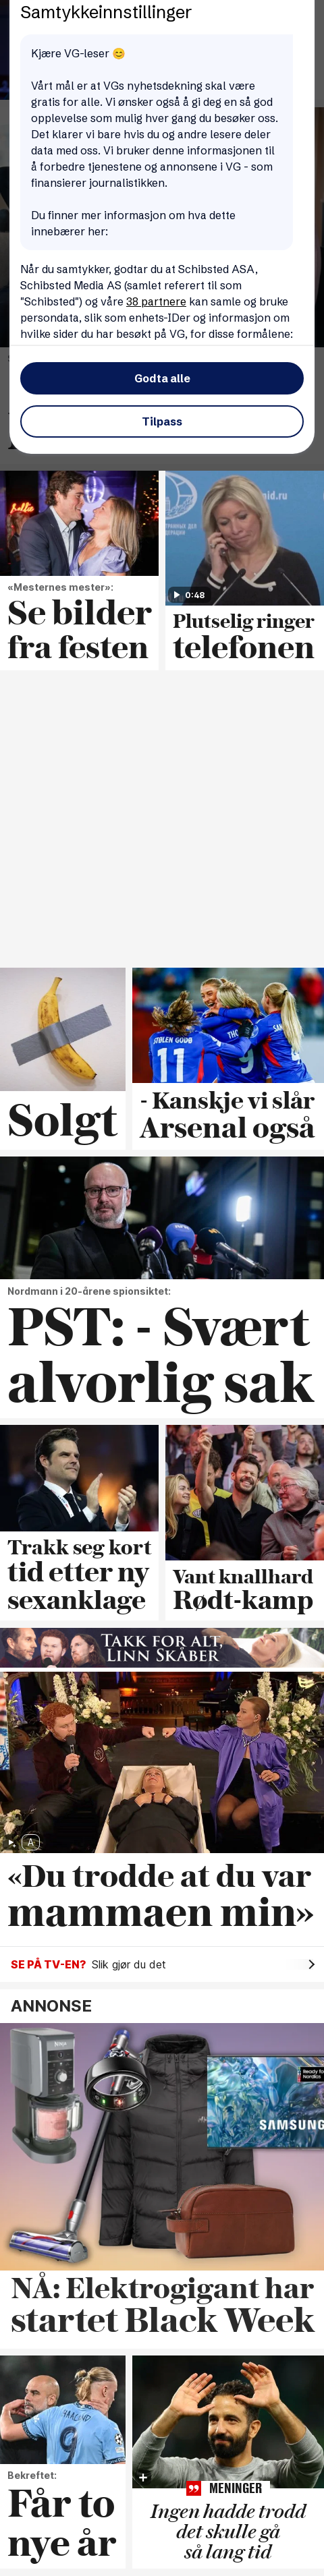 Samtykkeinnstillinger
Kjære VG-leser 😊
Vårt mål er at VGs nyhetsdekning skal være
gratis for alle. Vi ønsker også å gi deg en så god
opplevelse som mulig hver gang du besøker oss.
Det klarer vi bare hvis du og andre lesere deler
data med oss. Vi bruker denne informasjonen til
å forbedre tjenestene og annonsene i VG - som
finansierer journalistikken.
Du finner mer informasjon om hva dette
innebærer her:
Når du samtykker, godtar du at Schibsted ASA,
Schibsted Media AS (samlet referert til som
"Schibsted") og våre 38 partnere kan samle og bruke
persondata, slik som enhets-IDer og informasjon om
hvilke sider du har besøkt på VG, for disse formålene:
Godta alle
Tilpass
0:48
«Mesternes mester»:
Se bilder
fra festen
Plutselig ringer
telefonen
Solgt
STØLEN GODØ
11
9
- Kanskje vi slår
Arsenal også
Nordmann i 20-årene spionsiktet:
PST: - Svært
alvorlig sak
Trakk seg kort
tid etter ny
sexanklage
Vant knallhard
Rødt-kamp
TAKK FOR ALT,
LINN SKÅBER
A
«Du trodde at du var
mammaen min»
SE PÅ TV-EN? Slik gjør du det
ANNONSE
SAMSUNG
NÅ: Elektrogigant har
startet Black Week
HAALAND
9
Bekreftet:
Får to
nye år
MENINGER
Ingen hadde trodd
det skulle gå
så lang tid